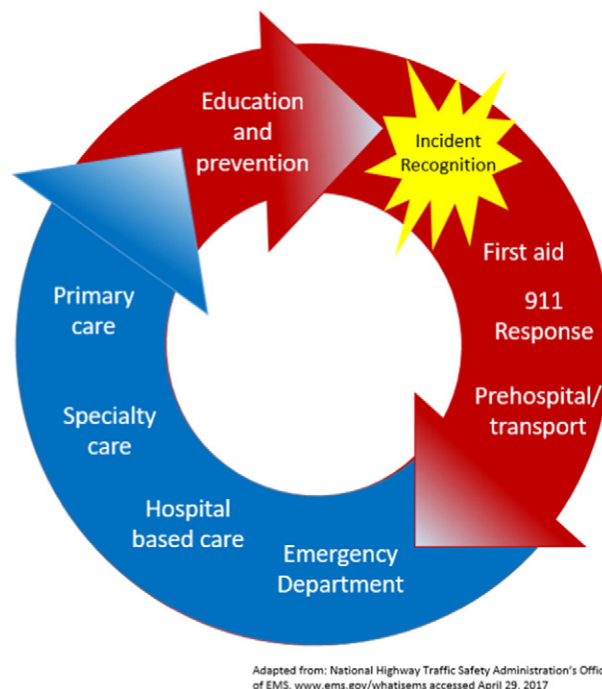 Education
and
prevention
Incident
Recognition
First aid
911
Response
Prehospital/
transport
Emergency
Department
Hospital
based care
Specialty
care
Primary
care
Adapted from: National Highway Traffic Safety Administration's Offic
of EMS. www.ems.gov/whatisems accessed April 29, 2017